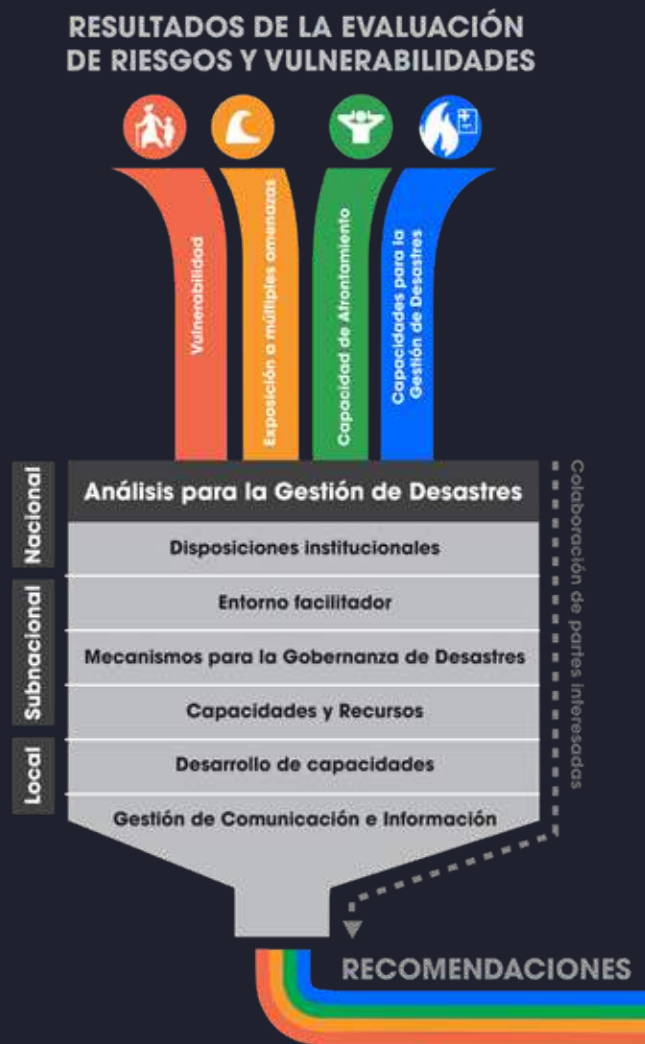 RESULTADOS DE LA EVALUACIÓN
DE RIESGOS Y VULNERABILIDADES
Vulnerabilidad
Exposición a múltiples amenazas
Capacidad de Afrontamiento
Capacidades para la
Gestión de Desastres
Nacional
Subnacional
Local
Análisis para la Gestión de Desastres
Disposiciones institucionales
Entorno facilitador
Mecanismos para la Gobernanza de Desastres
Capacidades y Recursos
Desarrollo de capacidades
Gestión de Comunicación e Información
Colaboración de partes interesadas
RECOMENDACIONES